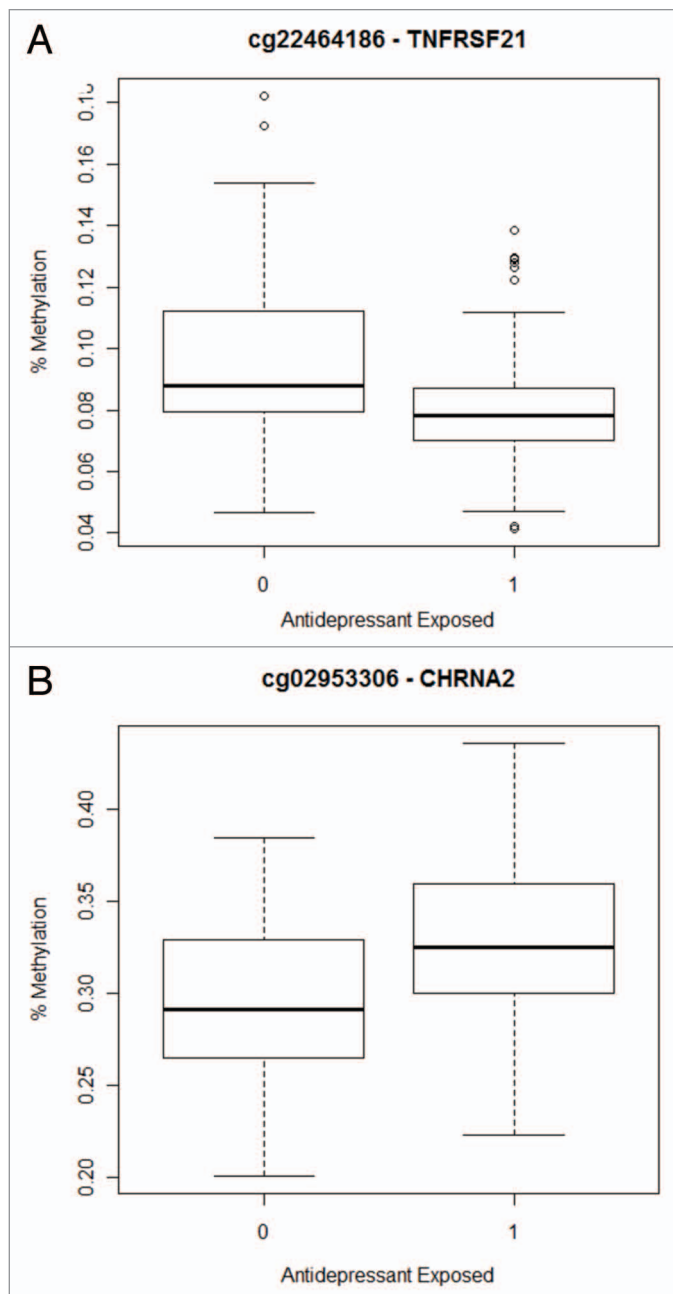 A
cg22464186 - TNFRSF21
% Methylation
0.16
0.14
0.12
0.10
0.08
0.06
0.04
0
1
Antidepressant Exposed
B
cg02953306 - CHRNA2
% Methylation
0.40
0.35
0.30
0.25
0.20
0
1
Antidepressant Exposed